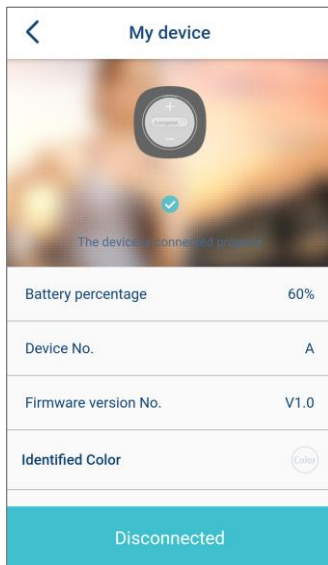 My device
The device is connected properly
Battery percentage 60%
Device No. A
Firmware version No. V1.0
Identified Color Color
Disconnected